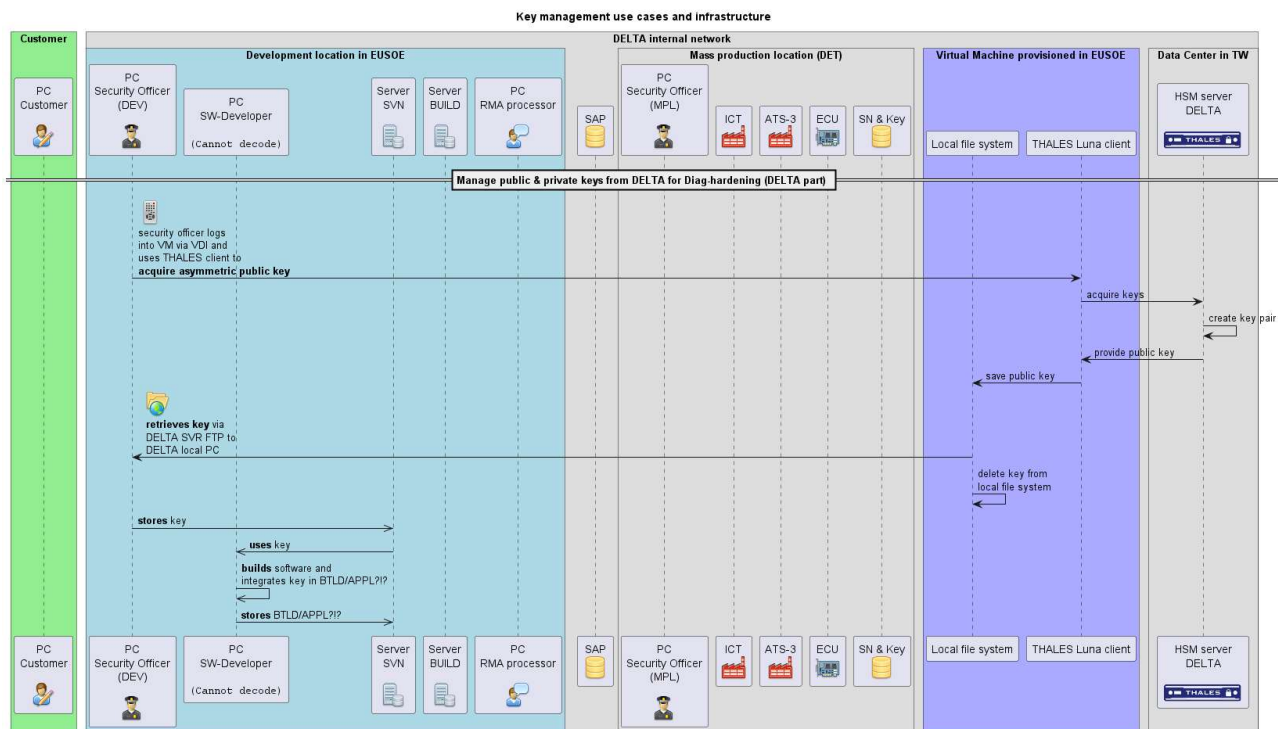 Key management use cases and infrastructure
Customer
DELTA internal network
Development location in EUSOE
Mass production location (DET)
Virtual Machine provisioned in EUSOE
Data Center in TW
PC
Customer
PC
Security Officer
(DEV)
PC
SW-Developer
(Cannot decode)
Server
SVN
Server
BUILD
PC
RMA processor
SAP
PC
Security Officer
(MPL)
ICT
ATS-3
ECU
SN & Key
Local file system
THALES Luna client
HSM server
DELTA
THALES
Manage public & private keys from DELTA for Diag-hardening (DELTA part)
security officer logs
into VM via VDI and
uses THALES client to
acquire asymmetric public key
acquire keys
create key pair
provide public key
save public key
retrieves key via
DELTA SVR FTP to
DELTA local PC
delete key from
local file system
stores key
uses key
builds software and
integrates key in BTLD/APPL?!?
stores BTLD/APPL?!?
PC
Customer
PC
Security Officer
(DEV)
PC
SW-Developer
(Cannot decode)
Server
SVN
Server
BUILD
PC
RMA processor
SAP
PC
Security Officer
(MPL)
ICT
ATS-3
ECU
SN & Key
Local file system
THALES Luna client
HSM server
DELTA
THALES